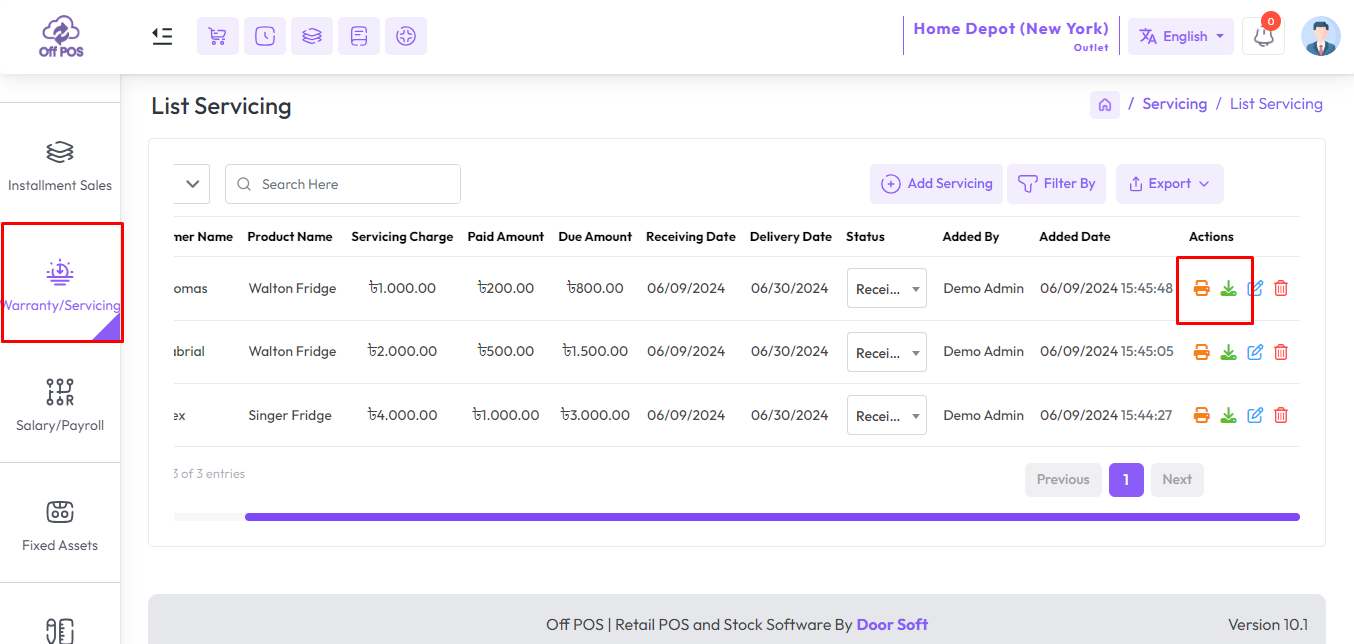 Off POS
Home Depot (New York)
Outlet
English
0
List Servicing
/ Servicing / List Servicing
Installment Sales
Warranty/Servicing
Salary/Payroll
Fixed Assets
Search Here
Add Servicing
Filter By
Export
mer Name Product Name Servicing Charge Paid Amount Due Amount Receiving Date Delivery Date Status Added By Added Date Actions
omas Walton Fridge ৳1,000.00 ৳200.00 ৳800.00 06/09/2024 06/30/2024 Recei... Demo Admin 06/09/2024 15:45:48
abrial Walton Fridge ৳2,000.00 ৳500.00 ৳1,500.00 06/09/2024 06/30/2024 Recei... Demo Admin 06/09/2024 15:45:05
ex Singer Fridge ৳4,000.00 ৳1,000.00 ৳3,000.00 06/09/2024 06/30/2024 Recei... Demo Admin 06/09/2024 15:44:27
3 of 3 entries
Previous 1 Next
Off POS | Retail POS and Stock Software By Door Soft
Version 10.1